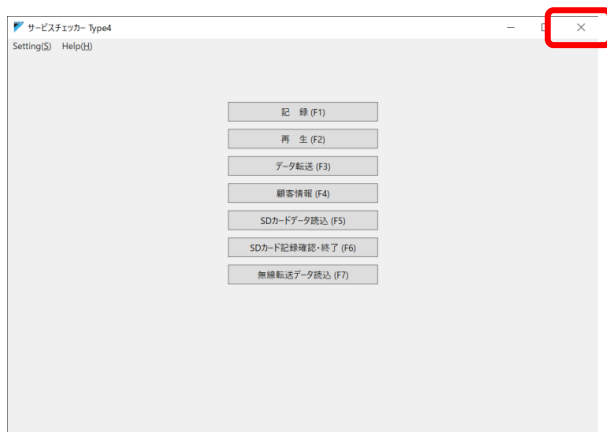 サービスチェッカー Type4
Setting(S) Help(H)
記 録 (F1)
再 生 (F2)
データ転送 (F3)
顧客情報 (F4)
SDカードデータ読込 (F5)
SDカード記録確認・終了 (F6)
無線転送データ読込 (F7)